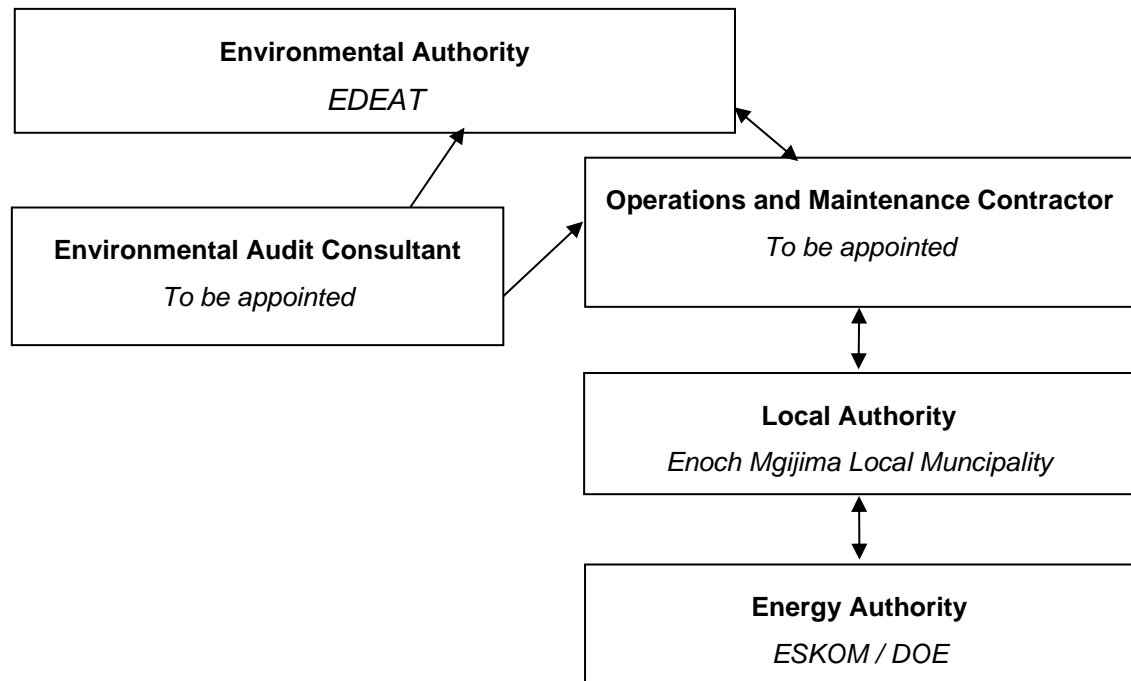 Environmental Authority
EDEAT
Operations and Maintenance Contractor
To be appointed
Environmental Audit Consultant
To be appointed
Local Authority
Enoch Mgijima Local Muncipality
Energy Authority
ESKOM / DOE